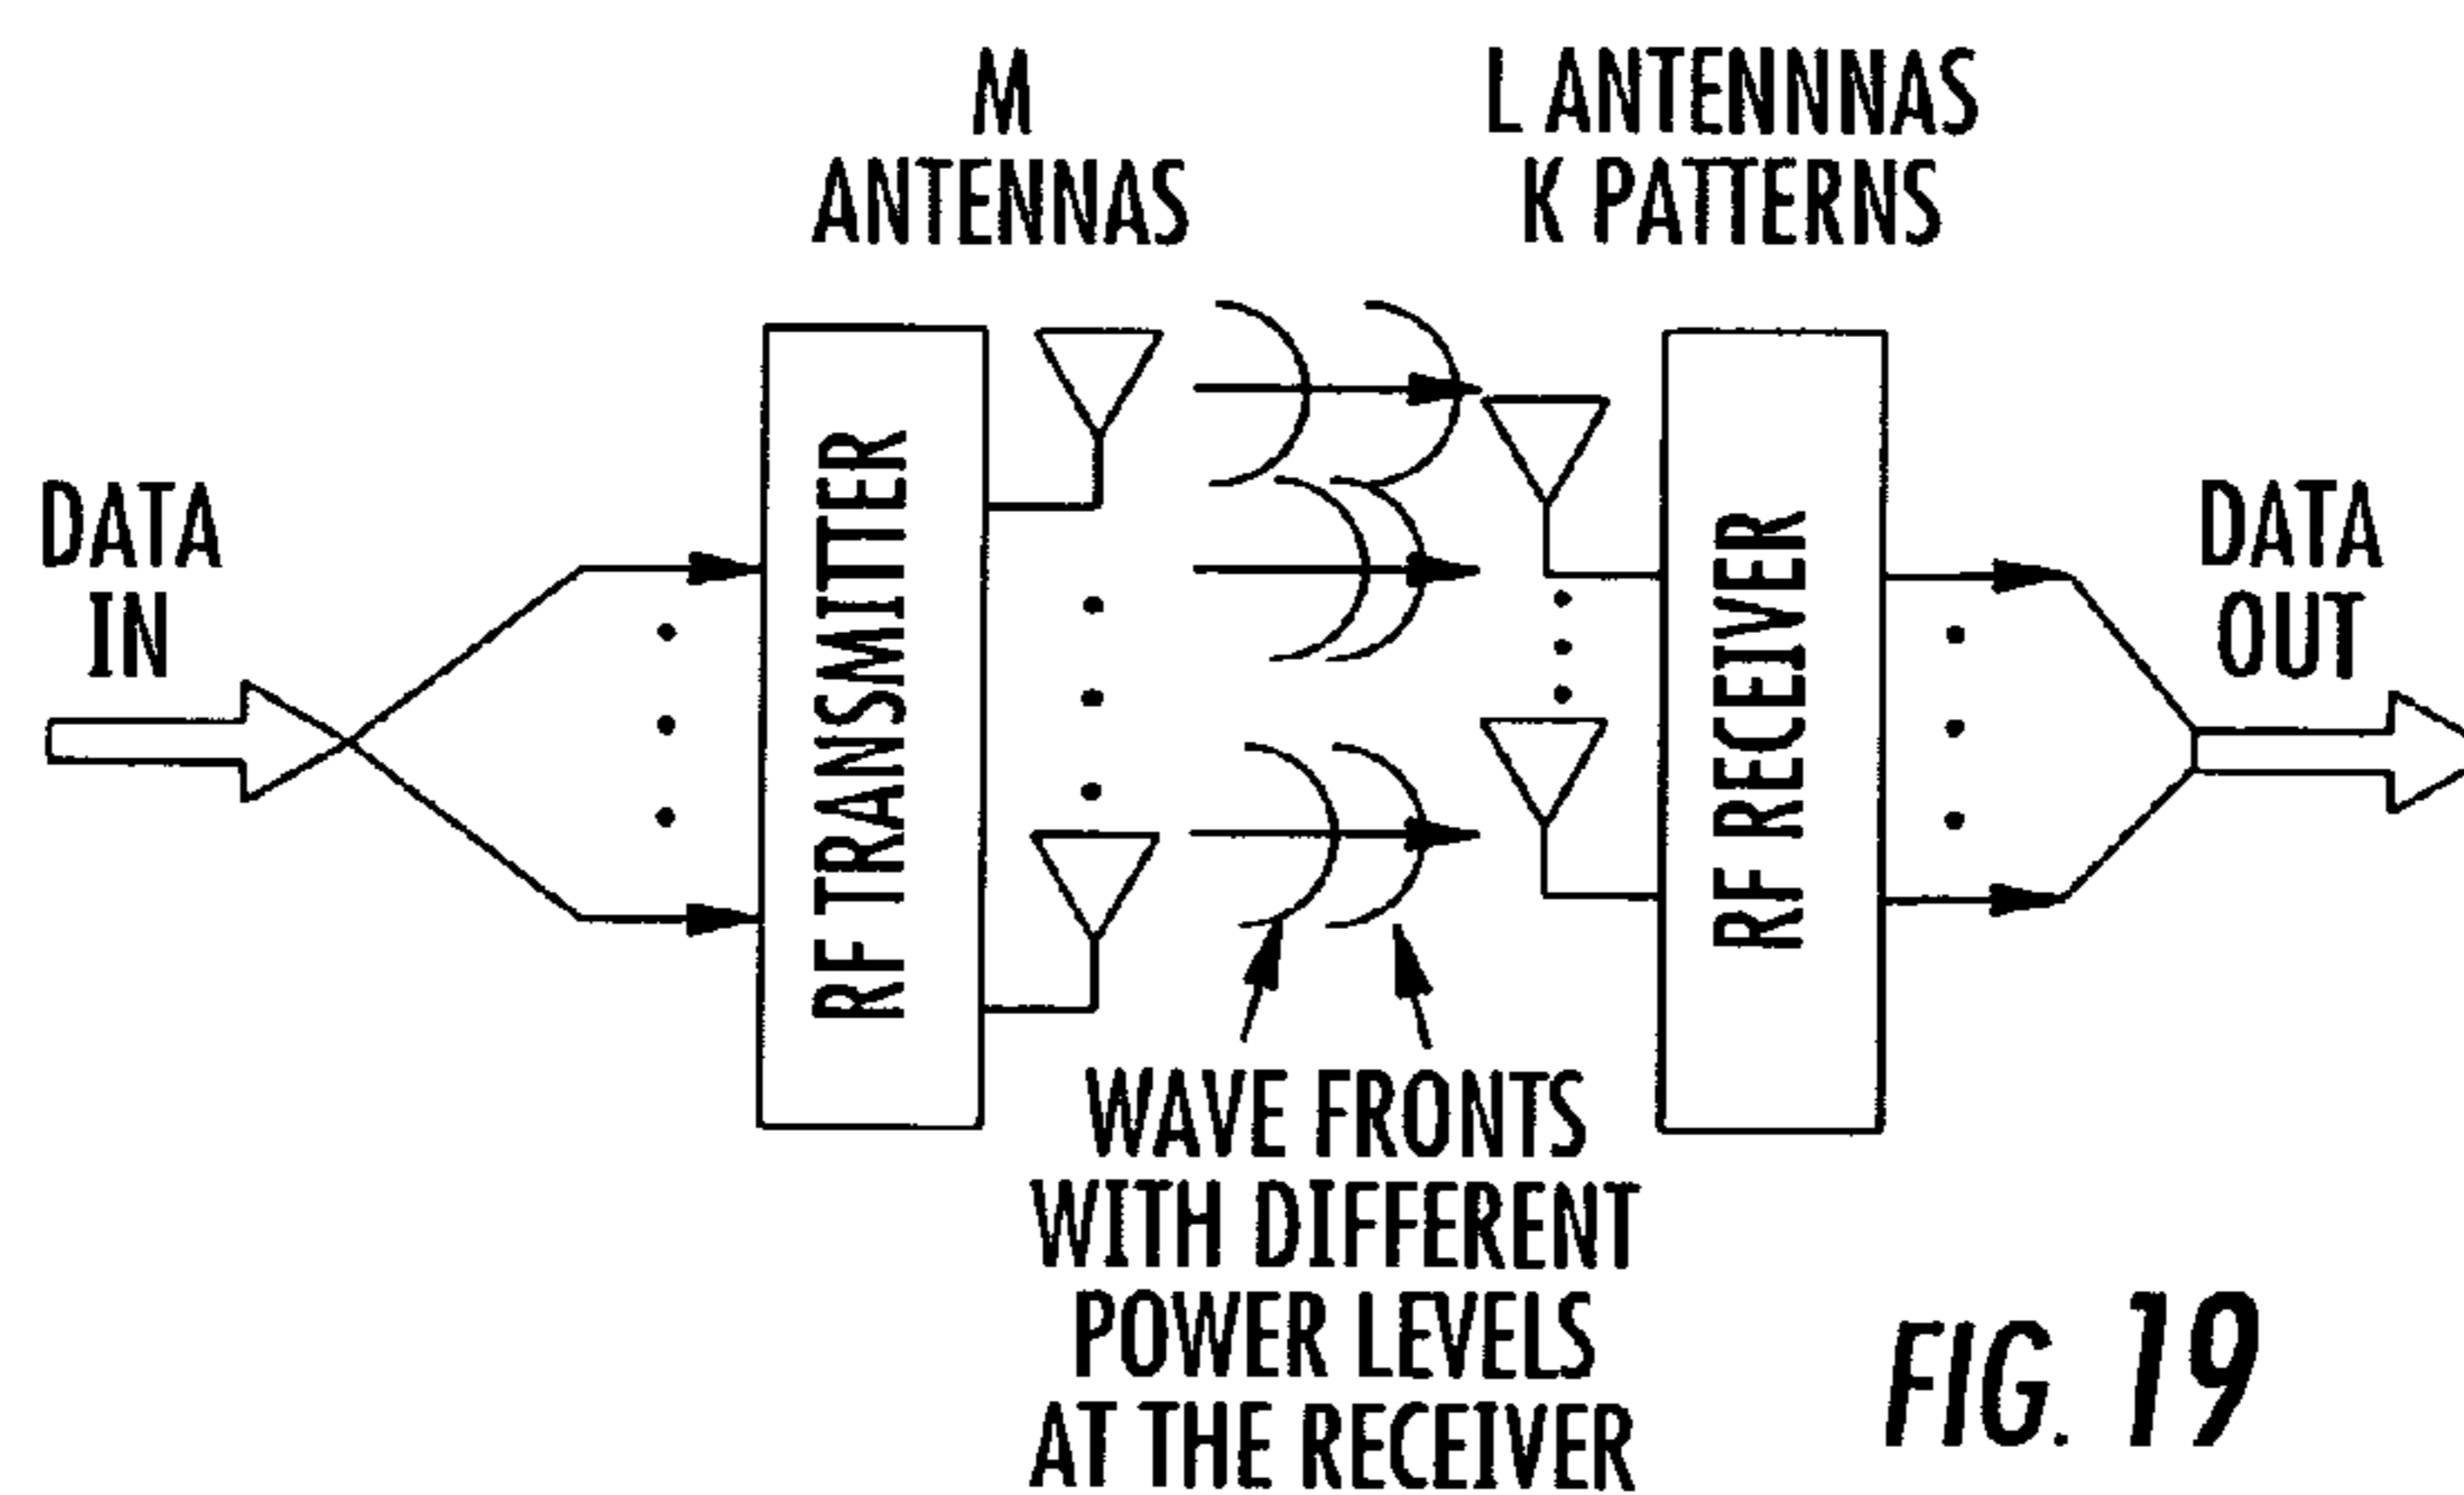 M
ANTENNAS
L ANTENNNAS
K PATTERNS
DATA
IN
RF TRANSMITTER
RF RECEIVER
DATA
OUT
WAVE FRONTS
WITH DIFFERENT
POWER LEVELS
AT THE RECEIVER
FIG. 19